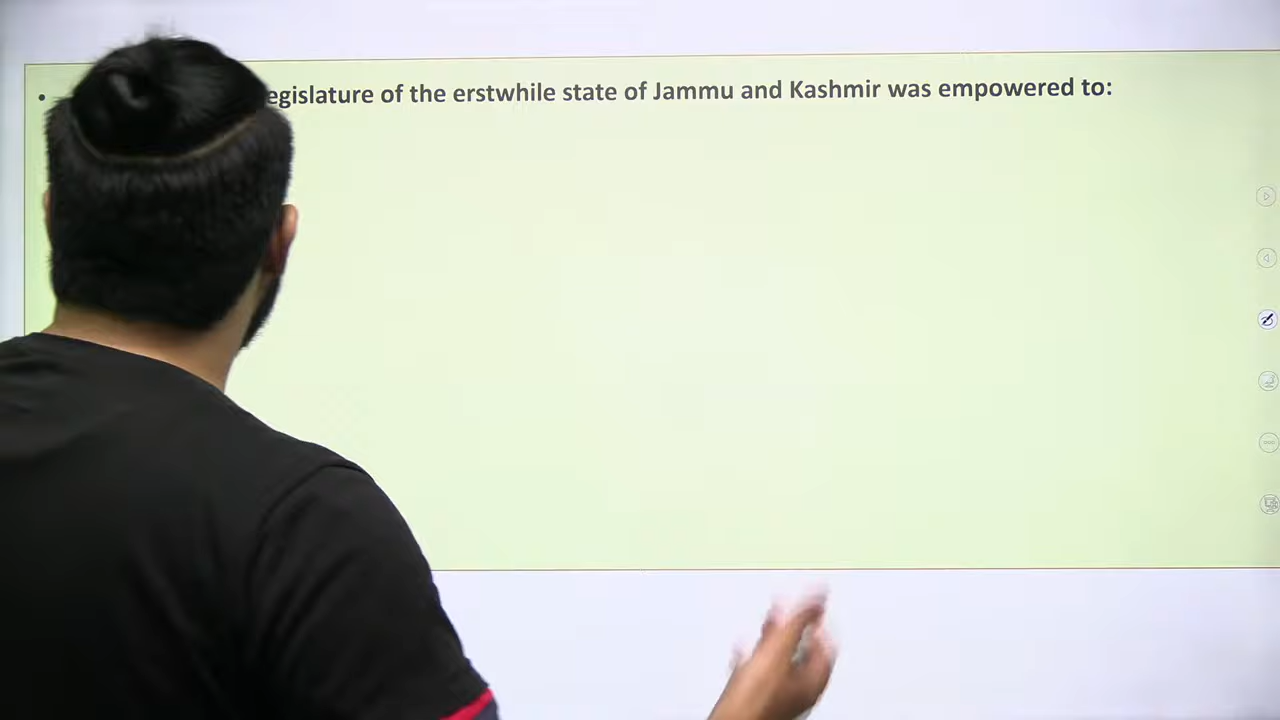 egislature of the erstwhile state of Jammu and Kashmir was empowered to: